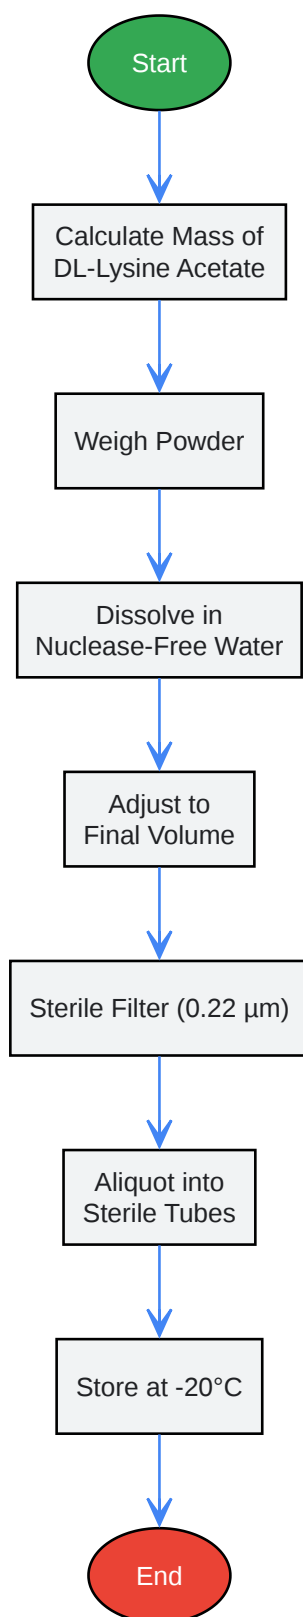 Start
Calculate Mass of
DL-Lysine Acetate
Weigh Powder
Dissolve in
Nuclease-Free Water
Adjust to
Final Volume
Sterile Filter (0.22 µm)
Aliquot into
Sterile Tubes
Store at -20°C
End